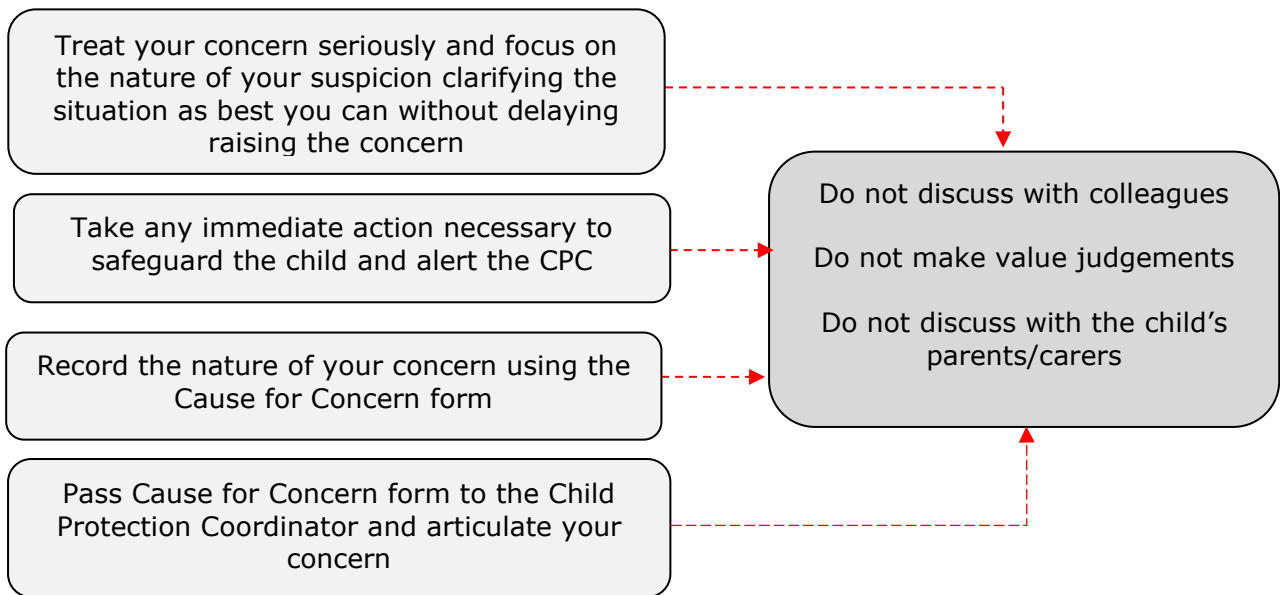 Treat your concern seriously and focus on
the nature of your suspicion clarifying the
situation as best you can without delaying
raising the concern
Take any immediate action necessary to
safeguard the child and alert the CPC
Record the nature of your concern using the
Cause for Concern form
Pass Cause for Concern form to the Child
Protection Coordinator and articulate your
concern
Do not discuss with colleagues
Do not make value judgements
Do not discuss with the child’s
parents/carers